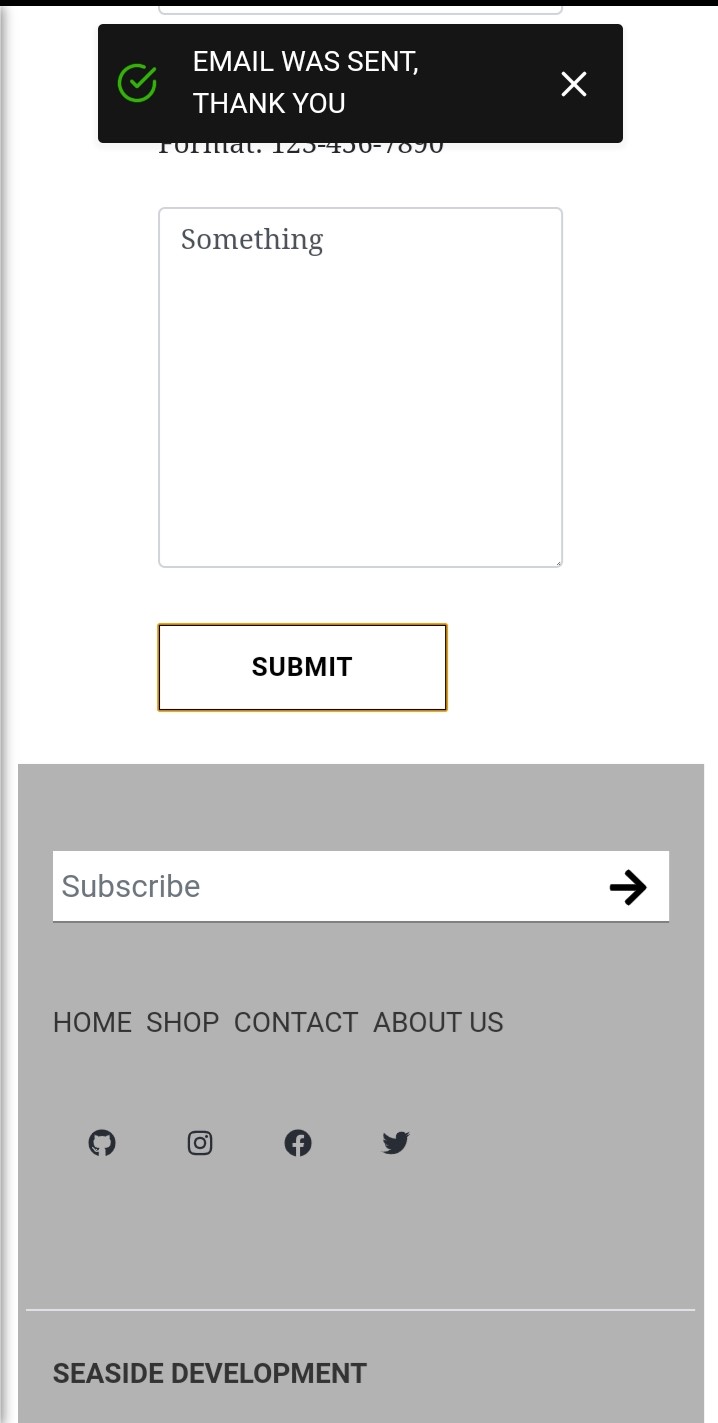 EMAIL WAS SENT,
THANK YOU
Format: 123-456-7890
Something
SUBMIT
Subscribe
HOME SHOP CONTACT ABOUT US
SEASIDE DEVELOPMENT